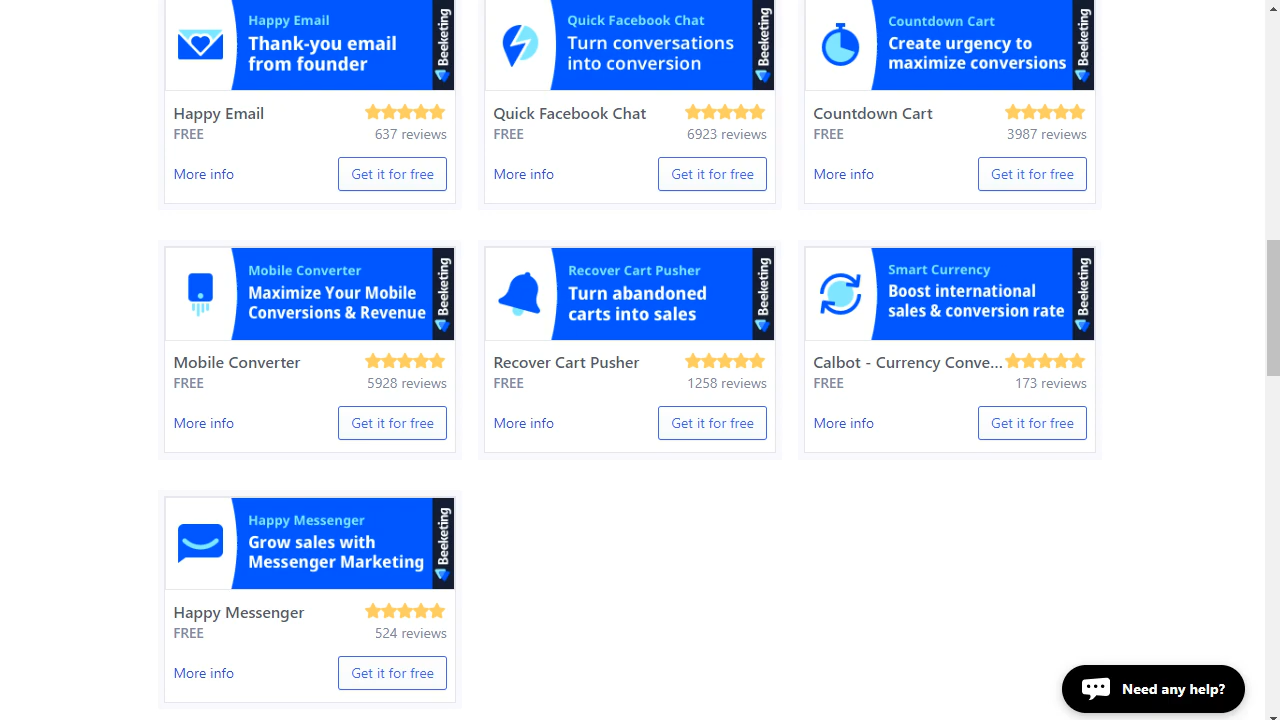 Happy Email
Thank-you email
from founder
Beeketing
Happy Email
FREE
637 reviews
More info
Get it for free
Quick Facebook Chat
Turn conversations
into conversion
Beeketing
Quick Facebook Chat
FREE
6923 reviews
More info
Get it for free
Countdown Cart
Create urgency to
maximize conversions
Beeketing
Countdown Cart
FREE
3987 reviews
More info
Get it for free
Mobile Converter
Maximize Your Mobile
Conversions & Revenue
Beeketing
Mobile Converter
FREE
5928 reviews
More info
Get it for free
Recover Cart Pusher
Turn abandoned
carts into sales
Beeketing
Recover Cart Pusher
FREE
1258 reviews
More info
Get it for free
Smart Currency
Boost international
sales & conversion rate
Beeketing
Calbot - Currency Conve...
FREE
173 reviews
More info
Get it for free
Happy Messenger
Grow sales with
Messenger Marketing
Beeketing
Happy Messenger
FREE
524 reviews
More info
Get it for free
Need any help?